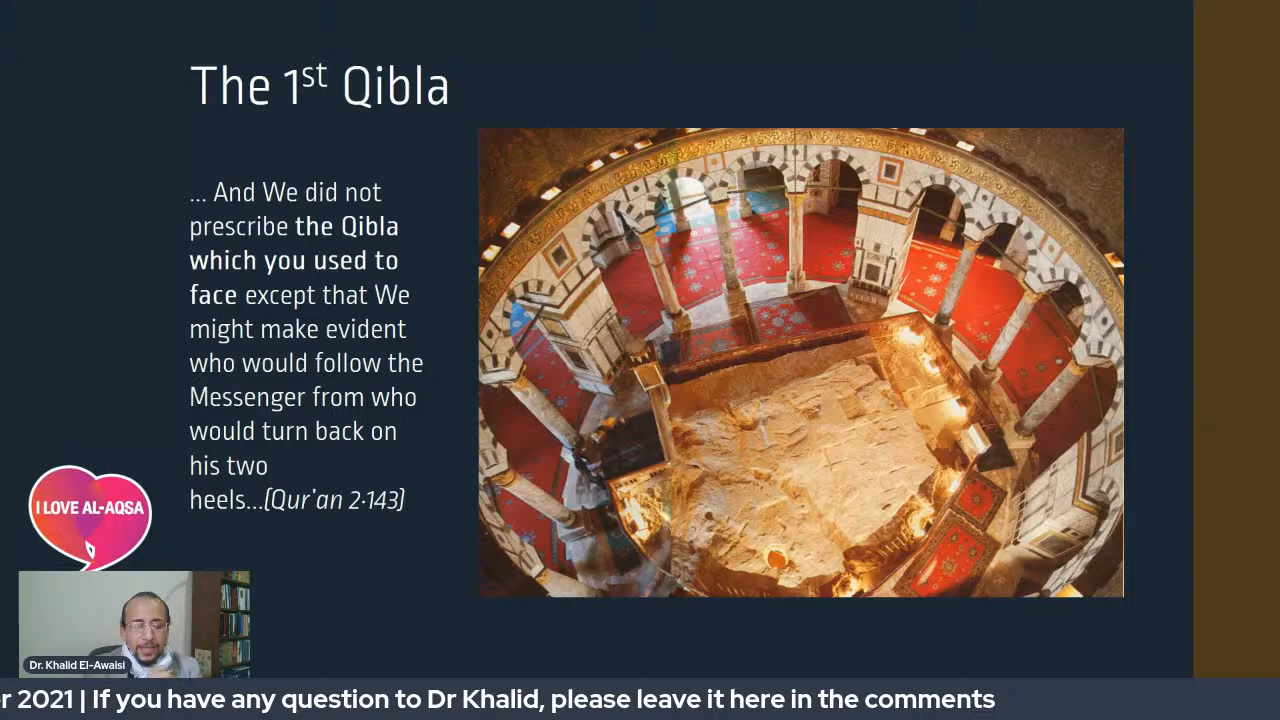 The 1st Qibla
... And We did not
prescribe the Qibla
which you used to
face except that We
might make evident
who would follow the
Messenger from who
would turn back on
his two
heels...[Qur'an 2:143]
I LOVE AL-AQSA
Dr. Khalid El-Awaisi
r 2021 | If you have any question to Dr Khalid, please leave it here in the comments